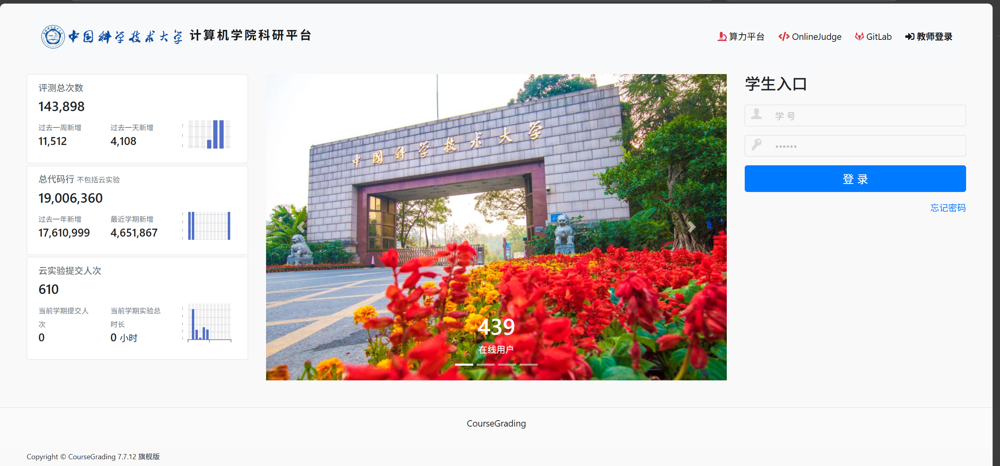 中国科学技术大学 计算机学院科研平台
算力平台
OnlineJudge
GitLab
教师登录
评测总次数
143,898
过去一周新增
11,512
过去一天新增
4,108
总代码行 不包括云实验
19,006,360
过去一年新增
17,610,999
最近学期新增
4,651,867
云实验提交人次
610
当前学期提交人
次
0
当前学期实验总
时长
0 小时
中国科学技术大学
439
在线用户
学生入口
学 号
••••••
登 录
忘记密码
CourseGrading
Copyright © CourseGrading 7.7.12 旗舰版